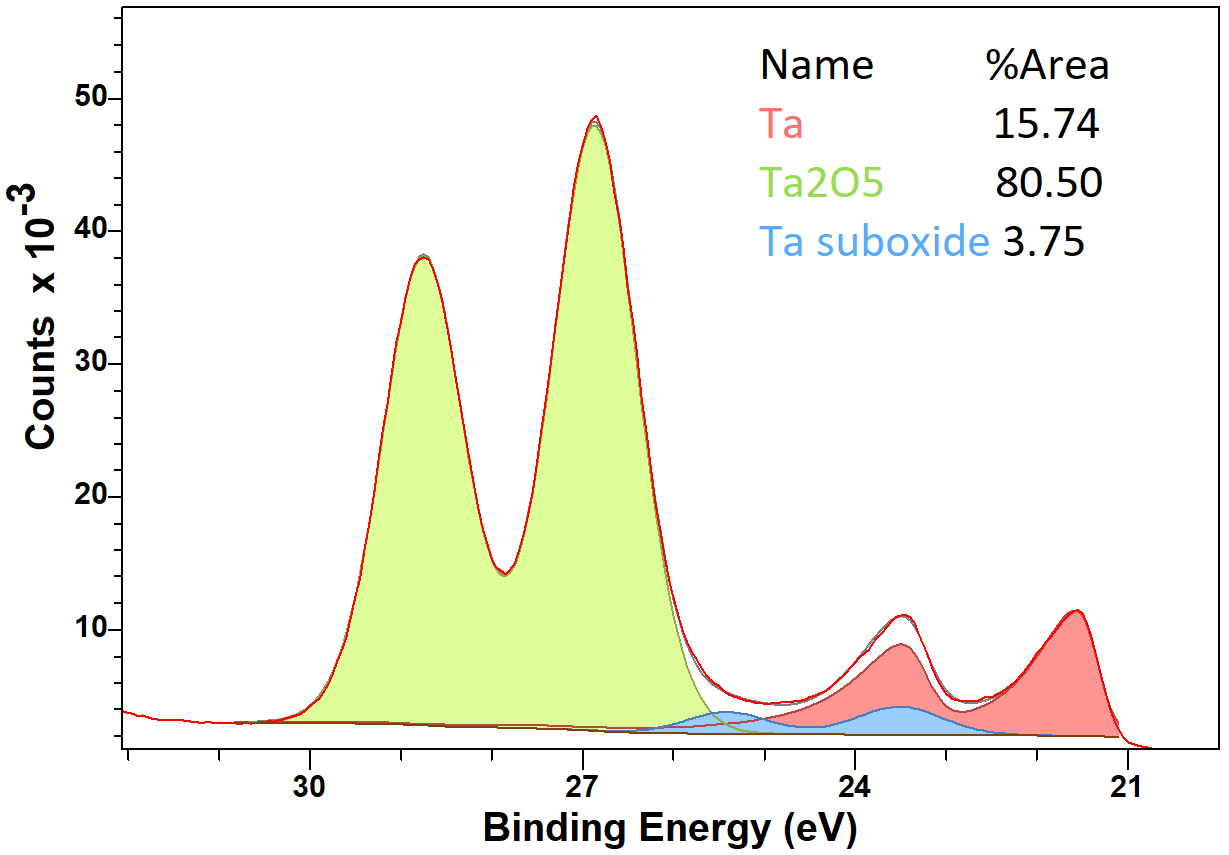 Name %Area
Ta 15.74
Ta2O5 80.50
Ta suboxide 3.75
50
40
30
20
10
Counts x 10-3
30 27 24 21
Binding Energy (eV)